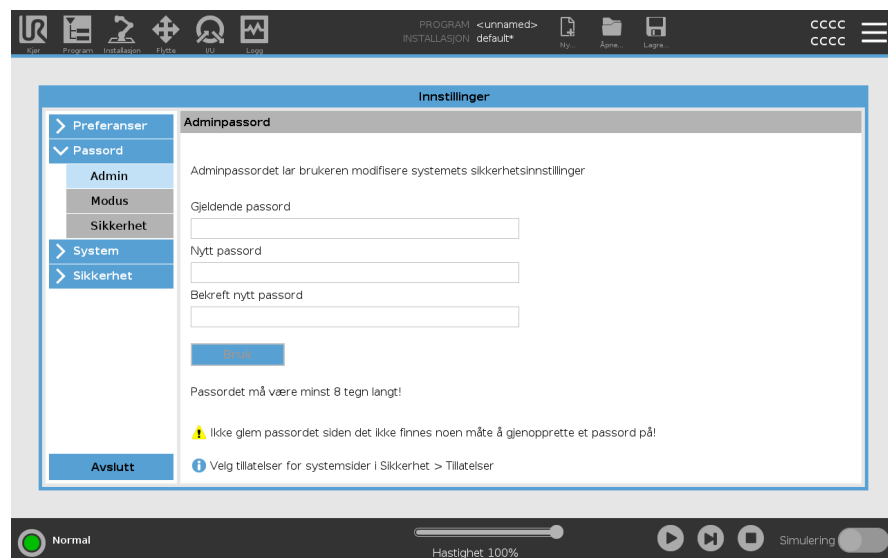 PROGRAM <unnamed>
INSTALLASJON default*
Kjør Program Installasjon Flytte I/U Logg
Ny... Åpne... Lagre...
cccc
cccc
Innstillinger
Preferanser
Passord
Admin
Modus
Sikkerhet
System
Sikkerhet
Avslutt
Adminpassord
Adminpassordet lar brukeren modifisere systemets sikkerhetsinnstillinger
Gjeldende passord
Nytt passord
Bekreft nytt passord
Bruk
Passordet må være minst 8 tegn langt!
Ikke glem passordet siden det ikke finnes noen måte å gjenopprette et passord på!
Velg tillatelser for systemsider i Sikkerhet > Tillatelser
Normal
Hastighet 100%
Simulering